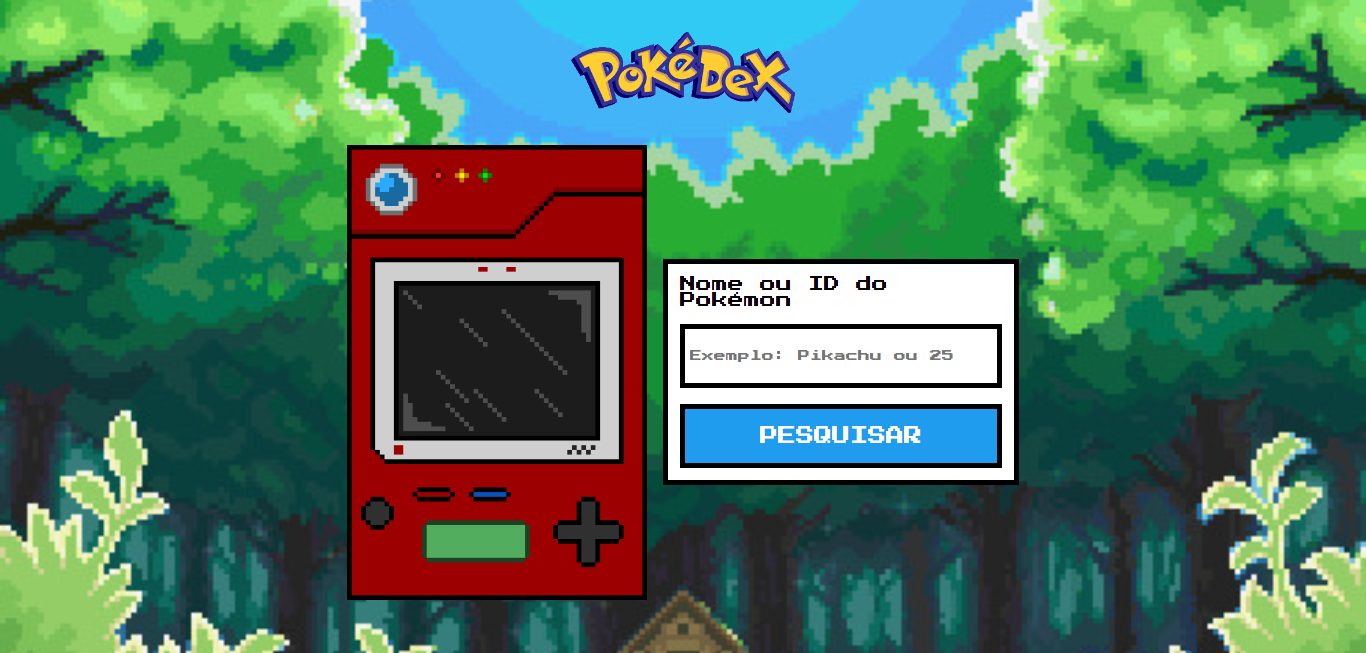 PoKéDeX
Nome ou ID do
Pokémon
Exemplo: Pikachu ou 25
PESQUISAR